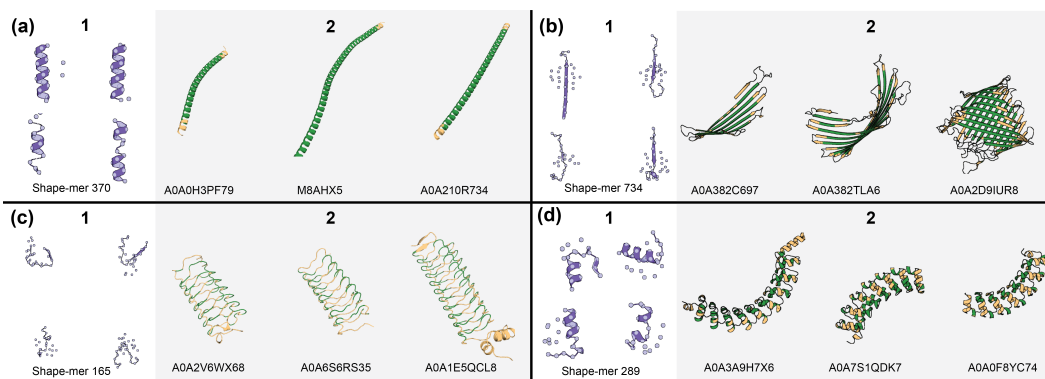 (a) 1 2
Shape-mer 370 A0A0H3PF79 M8AHX5 A0A210R734
(b) 1 2
Shape-mer 734 A0A382C697 A0A382TLA6 A0A2D9IUR8
(c) 1 2
Shape-mer 165 A0A2V6WX68 A0A6S6RS35 A0A1E5QCL8
(d) 1 2
Shape-mer 289 A0A3A9H7X6 A0A7S1QDK7 A0A0F8YC74